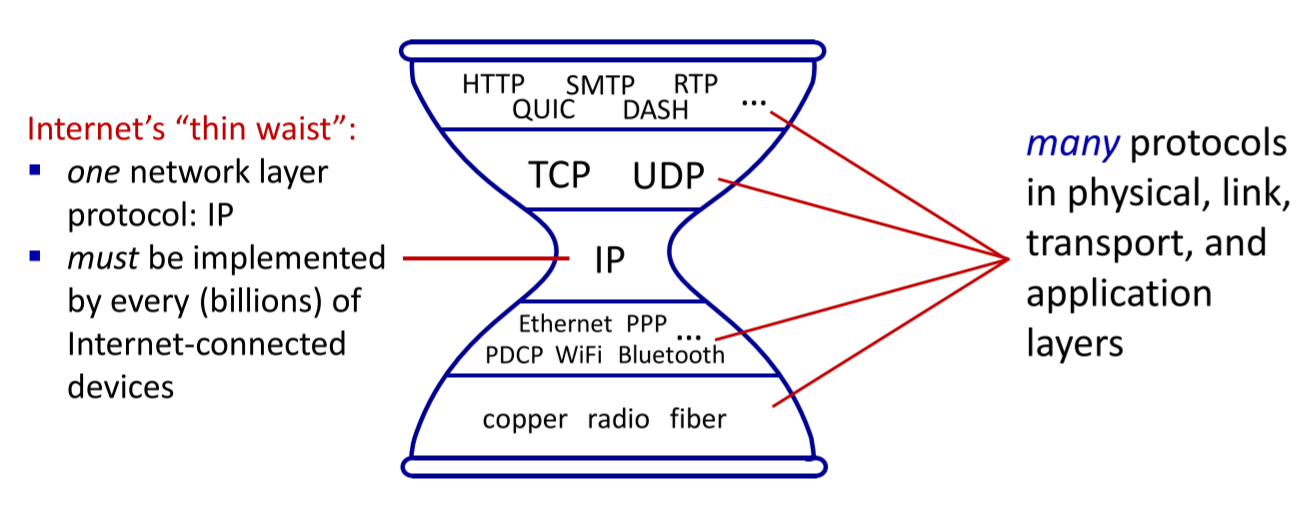 Internet's “thin waist”:
▪ one network layer
protocol: IP
▪ must be implemented
by every (billions) of
Internet-connected
devices
HTTP SMTP RTP
QUIC DASH ...
TCP UDP
IP
Ethernet PPP ...
PDCP WiFi Bluetooth
copper radio fiber
many protocols
in physical, link,
transport, and
application
layers